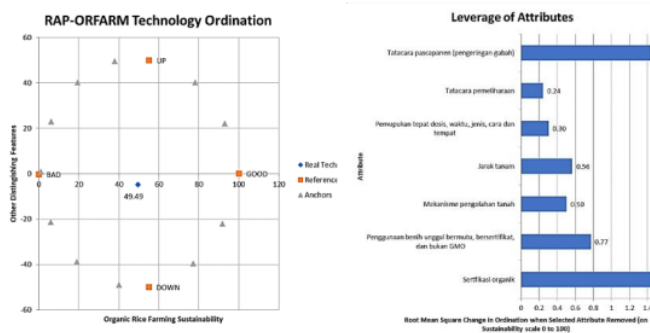 RAP-ORFARM Technology Ordination
60
40
20
0
-20
-40
-60
0
20
40
60
80
100
120
UP
BAD
GOOD
DOWN
49.49
Real Tech
Reference
Anchors
Other Distingishing Features
Organic Rice Farming Sustainability
Leverage of Attributes
Attribute
Tatacara pascapanen (pengeringan gabah)
Tatacara pemeliharaan
0.24
Pemupukan tepat dosis, waktu, jenis, cara dan
tempat
0.30
Jarak tanam
0.56
Mekanisme pengolahan tanah
0.50
Penggunaan benih unggul bermutu, bersertifikat,
dan bukan GMO
0.77
Sertfikasi organik
0
0.2
0.4
0.6
0.8
1
1.2
1.4
Root Mean Square Change in Ordination when Selected Attribute Removed (on
Sustainability scale 0 to 100)